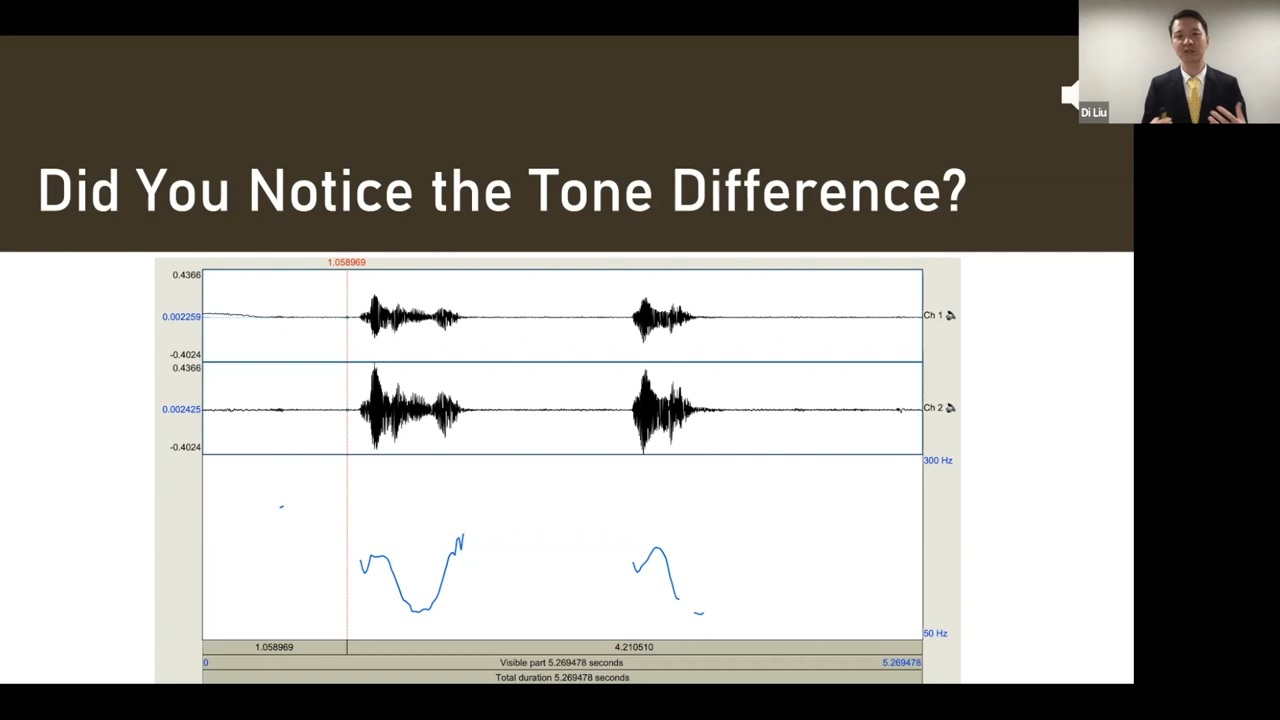 Di Liu
Did You Notice the Tone Difference?
1.058969
0.4366
0.002259
Ch 1
-0.4024
0.4366
0.002425
Ch 2
-0.4024
300 Hz
50 Hz
1.058969 4.210510
0 Visible part 5.269478 seconds 5.269478
Total duration 5.269478 seconds